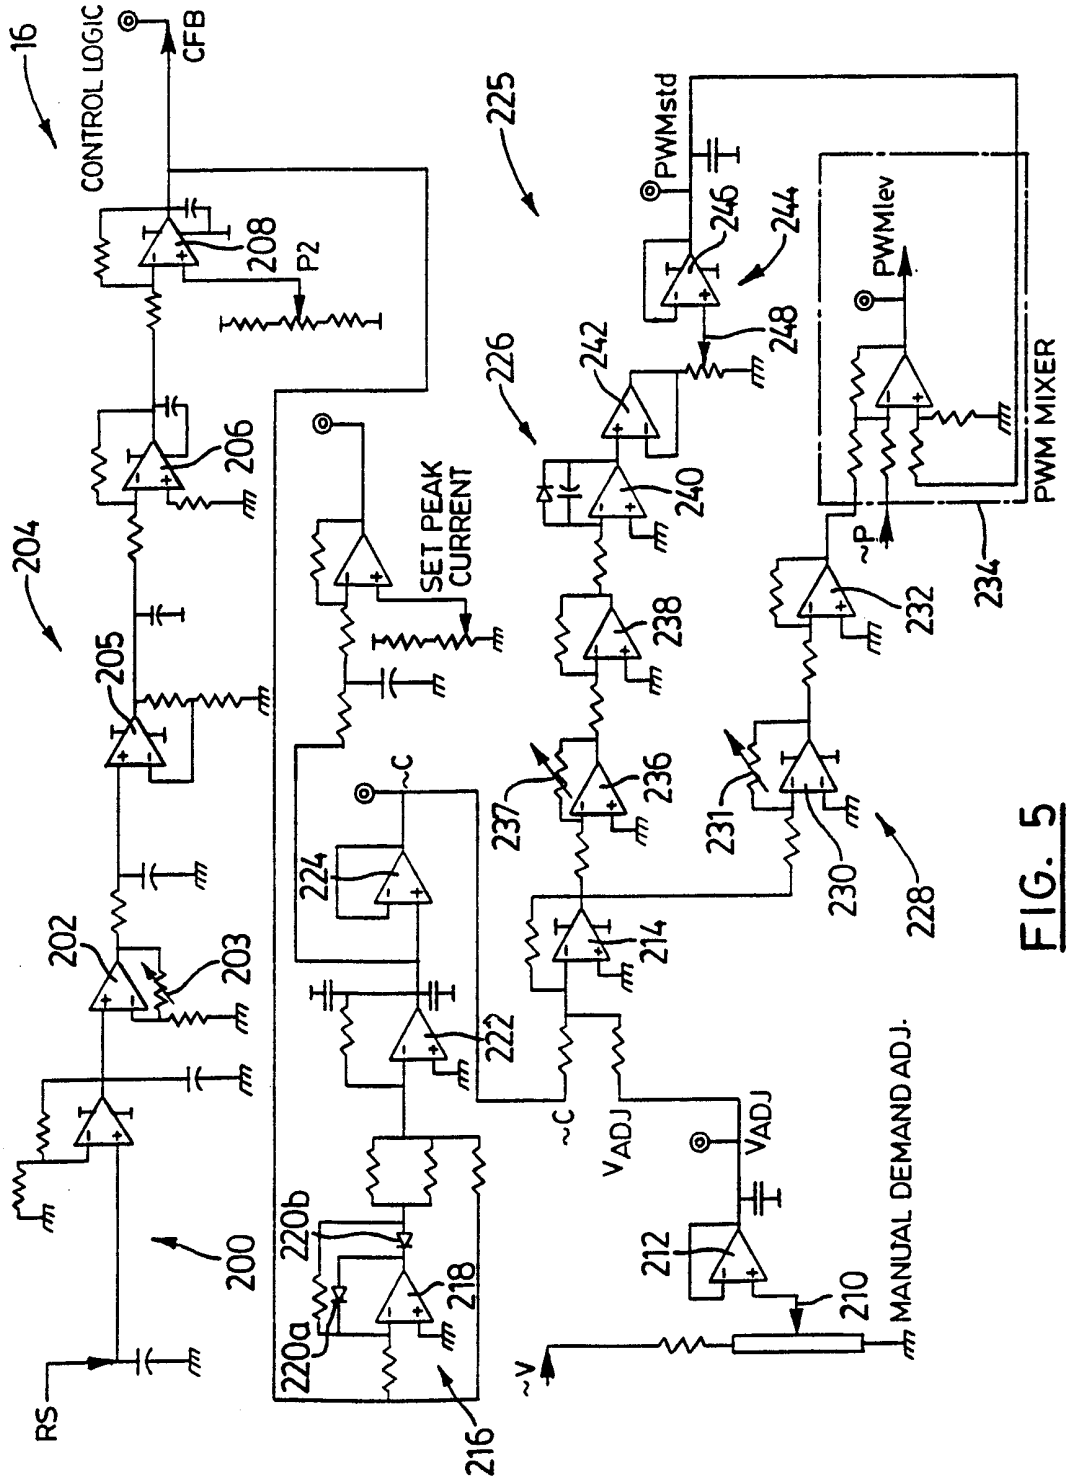 16
CONTROL LOGIC
CFB
204
208
P2
206
205
202
203
200
RS
225
PWMstd
246
244
248
226
242
240
SET PEAK
CURRENT
238
237
236
~C
224
222
214
220b
220a
218
216
~C
VADJ
VADJ
212
210
~V
MANUAL DEMAND ADJ.
231
230
228
232
~P
234
PWMlev
PWM MIXER
FIG. 5